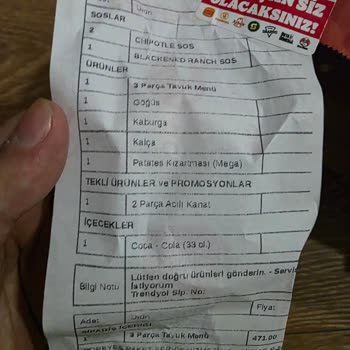 SİZ
OLACAKSINIZ!
Ürün
SOSLAR
2 CHIPOTLE SOS
1 BLACKENED RANCH SOS
ÜRÜNLER
1 3 Parça Tavuk Menü
1 Göğüs
1 Kaburga
1 Kalça
1 Patates Kızartması (Mega)
TEKLİ ÜRÜNLER ve PROMOSYONLAR
1 2 Parça Acılı Kanat
İÇECEKLER
1 Coca - Cola (33 cl.)
Bilgi Notu
Lütfen doğru ürünleri gönderin. - Servis
İstiyorum
Trendyol Sip. No:
Fiyat:
Adet: Ürün
1 3 Parça Tavuk Menü 471.00